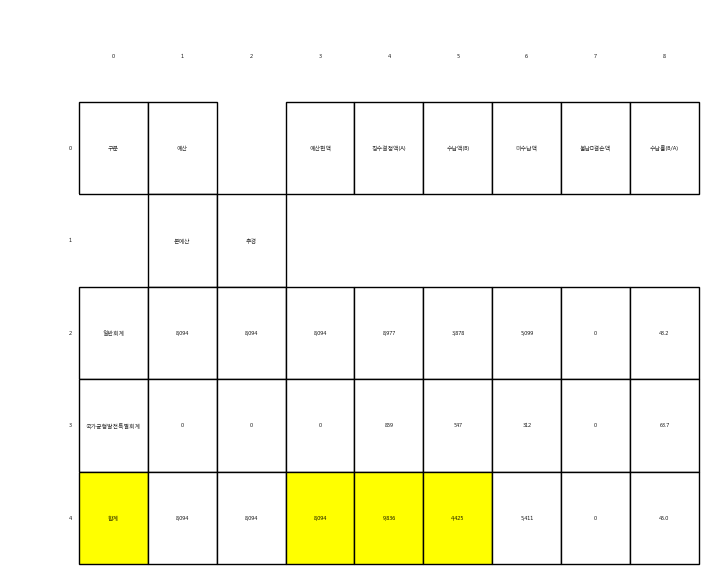 0 1 2 3 4 5 6 7 8
0 구분 예산 예산현액 징수결정액(A) 수납액(B) 미수납액 불납□결손액 수납률(B/A)
1 본예산 추경
2 일반회계 8,094 8,094 8,094 8,977 3,878 5,099 0 43.2
3 국가균형발전특별회계 0 0 0 859 547 312 0 63.7
4 합계 8,094 8,094 8,094 9,836 4,425 5,411 0 45.0